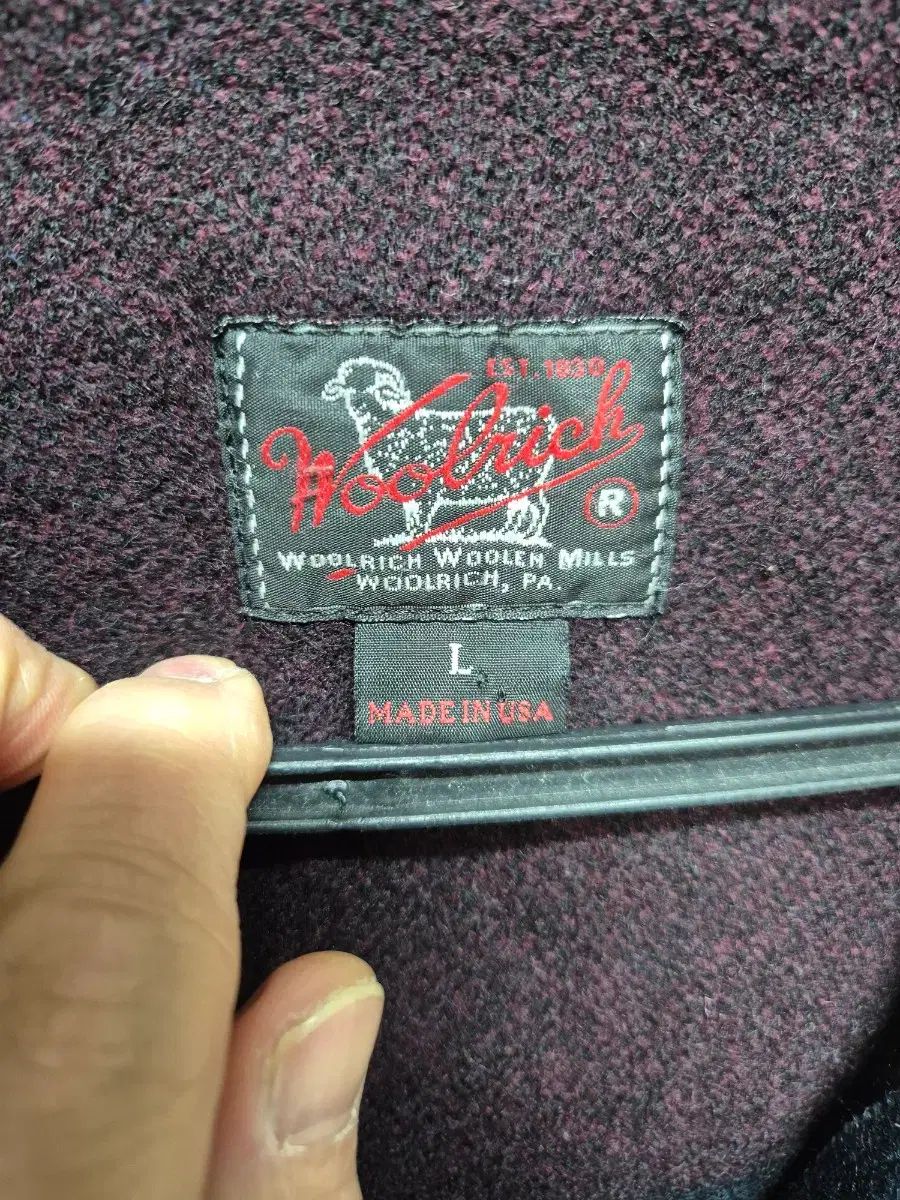 EST. 1830
Woolrich
®
WOOLRICH WOOLEN MILLS
WOOLRICH, PA.
L
MADE IN USA